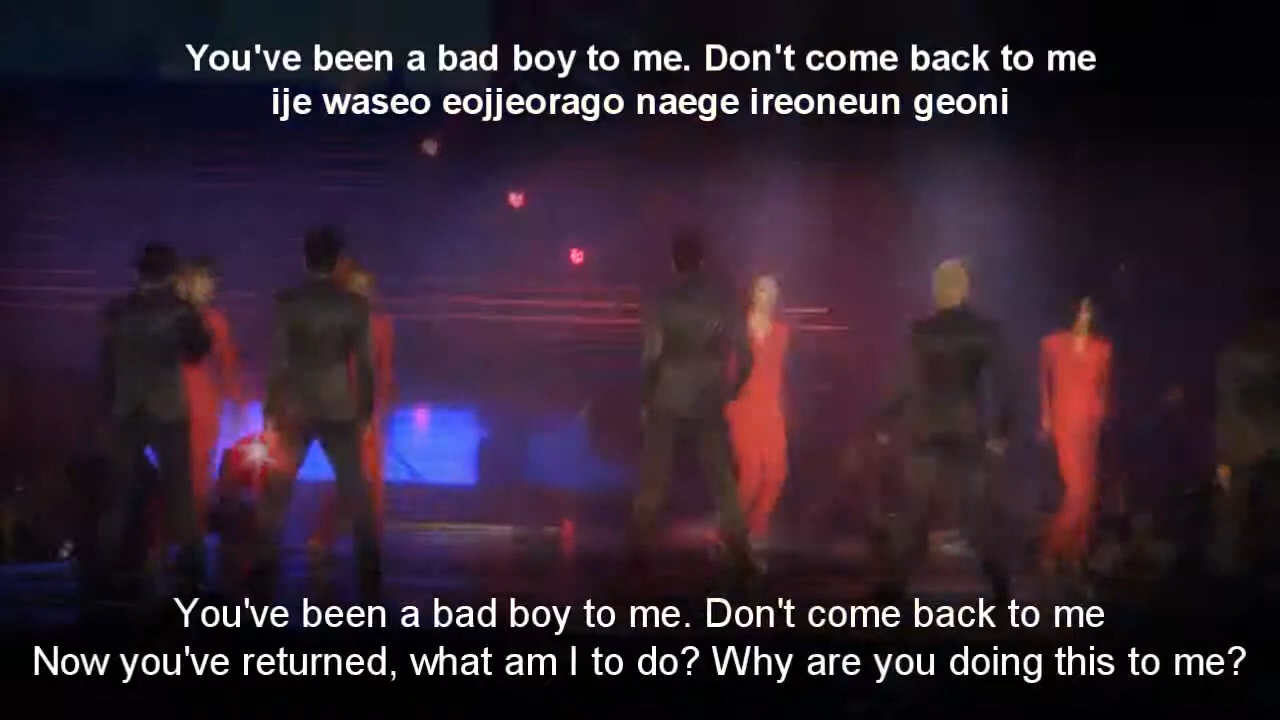 You've been a bad boy to me. Don't come back to me
ije waseo eojjeorago naege ireoneun geoni
You've been a bad boy to me. Don't come back to me
Now you've returned, what am I to do? Why are you doing this to me?